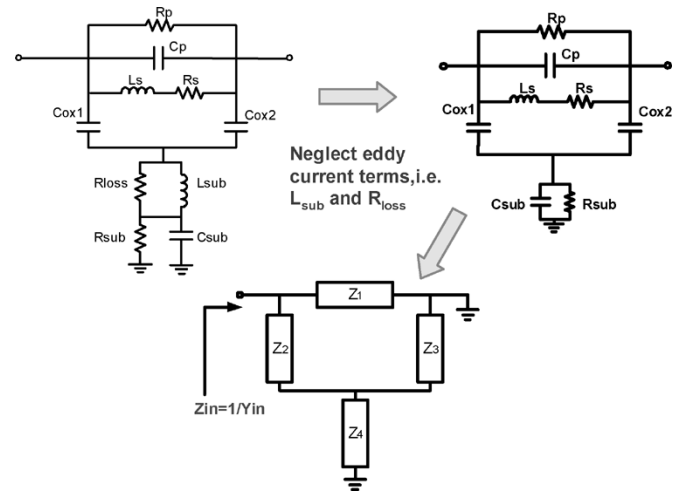 Rp
Cp
Ls Rs
Cox1 Cox2
Rloss Lsub
Rsub Csub
Neglect eddy
current terms,i.e.
Lsub and Rloss
Rp
Cp
Ls Rs
Cox1 Cox2
Csub Rsub
Z1
Z2 Z3
Z4
Zin=1/Yin